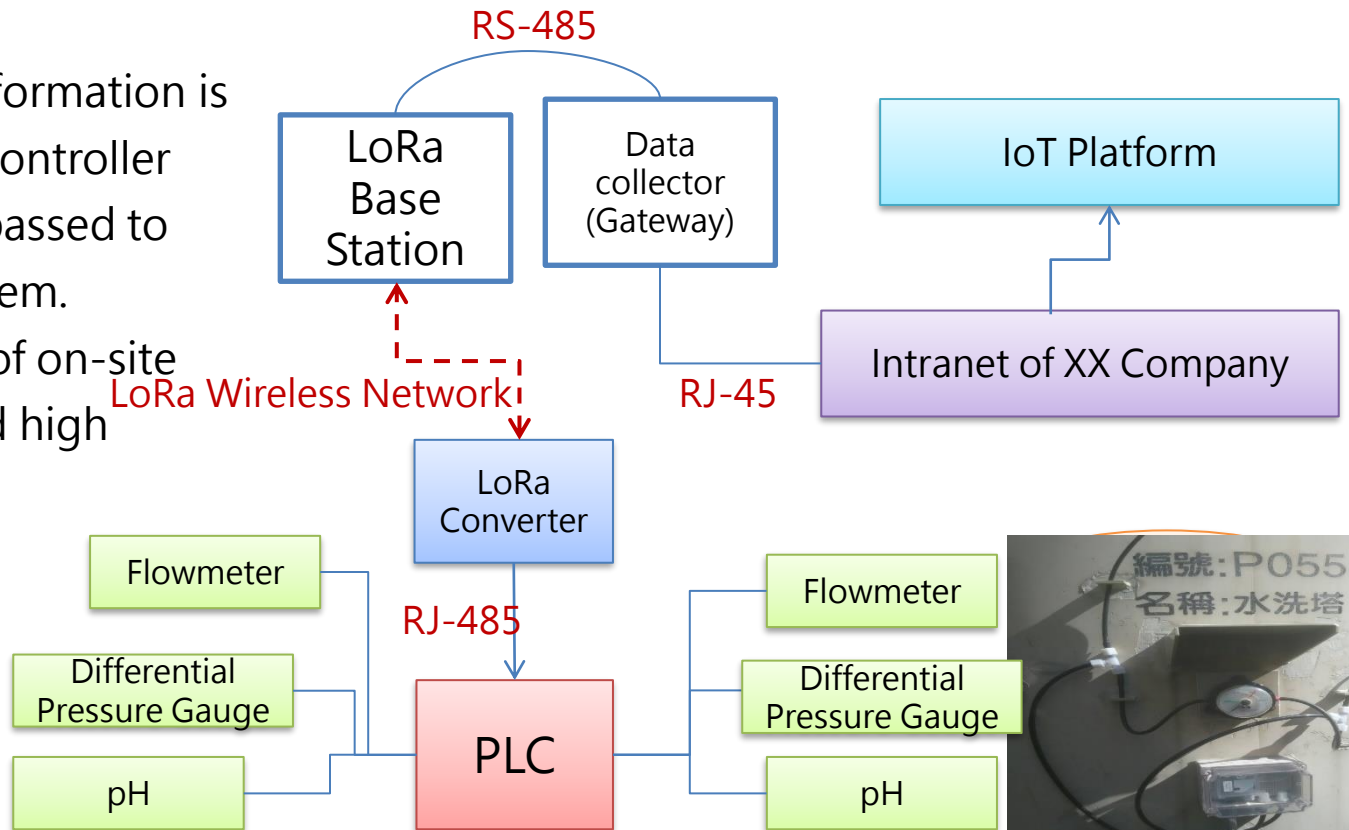 RS-485
formation is
ontroller
passed to
em.
of on-site
d high
LoRa
Base
Station
Data
collector
(Gateway)
IoT Platform
Intranet of XX Company
LoRa Wireless Network
RJ-45
LoRa
Converter
Flowmeter
RJ-485
Differential
Pressure Gauge
pH
PLC
Flowmeter
Differential
Pressure Gauge
pH
編號:P055
名稱:水洗塔